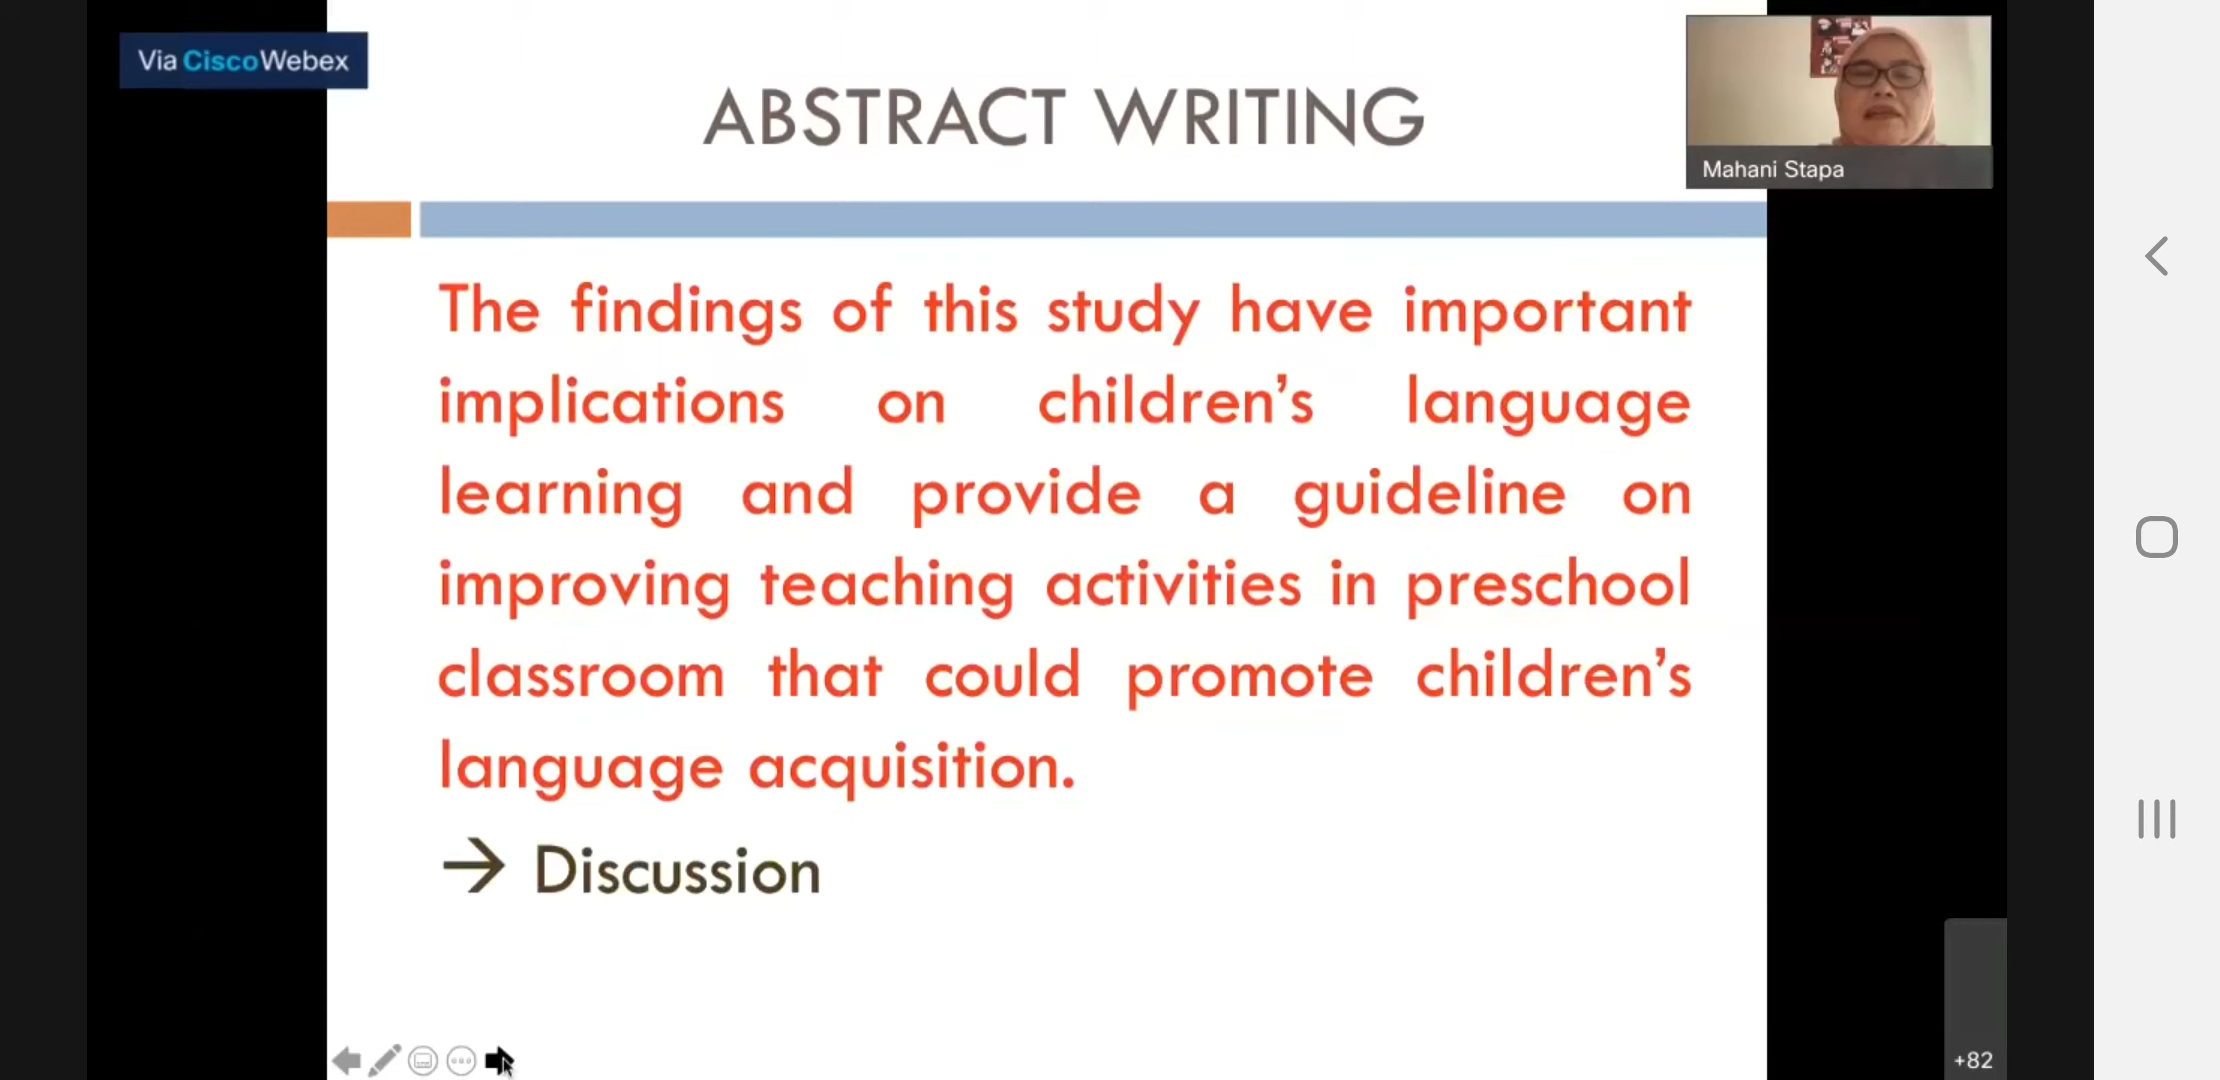 Via CiscoWebex
ABSTRACT WRITING
Mahani Stapa
The findings of this study have important
implications on children's language
learning and provide a guideline on
improving teaching activities in preschool
classroom that could promote children's
language acquisition.
→ Discussion
+82